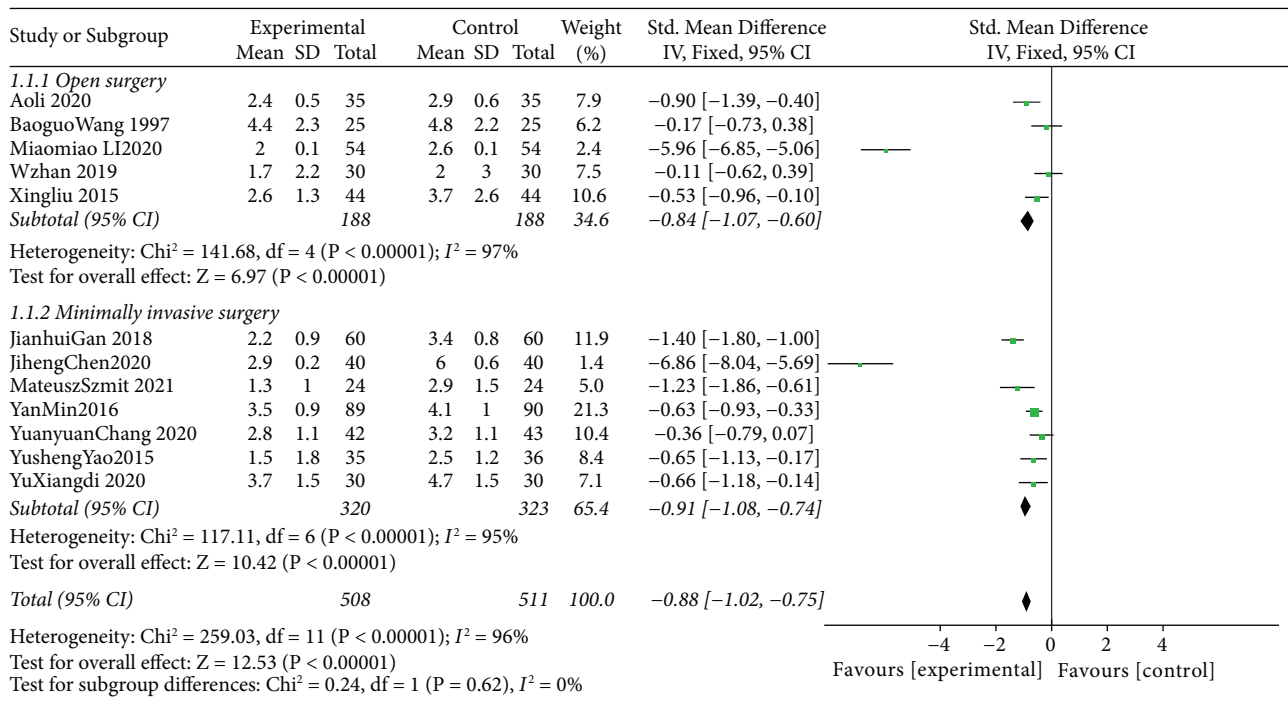 Study or Subgroup Experimental Control Weight Std. Mean Difference Std. Mean Difference
Mean SD Total Mean SD Total (%) IV, Fixed, 95% CI IV, Fixed, 95% CI
1.1.1 Open surgery
Aoli 2020 2.4 0.5 35 2.9 0.6 35 7.9 −0.90 [−1.39, −0.40]
BaoguoWang 1997 4.4 2.3 25 4.8 2.2 25 6.2 −0.17 [−0.73, 0.38]
Miaomiao LI2020 2 0.1 54 2.6 0.1 54 2.4 −5.96 [−6.85, −5.06]
Wzhan 2019 1.7 2.2 30 2 3 30 7.5 −0.11 [−0.62, 0.39]
Xingliu 2015 2.6 1.3 44 3.7 2.6 44 10.6 −0.53 [−0.96, −0.10]
Subtotal (95% CI) 188 188 34.6 −0.84 [−1.07, −0.60]
Heterogeneity: Chi² = 141.68, df = 4 (P < 0.00001); I² = 97%
Test for overall effect: Z = 6.97 (P < 0.00001)
1.1.2 Minimally invasive surgery
JianhuiGan 2018 2.2 0.9 60 3.4 0.8 60 11.9 −1.40 [−1.80, −1.00]
JihengChen2020 2.9 0.2 40 6 0.6 40 1.4 −6.86 [−8.04, −5.69]
MateuszSzmit 2021 1.3 1 24 2.9 1.5 24 5.0 −1.23 [−1.86, −0.61]
YanMin2016 3.5 0.9 89 4.1 1 90 21.3 −0.63 [−0.93, −0.33]
YuanyuanChang 2020 2.8 1.1 42 3.2 1.1 43 10.4 −0.36 [−0.79, 0.07]
YushengYao2015 1.5 1.8 35 2.5 1.2 36 8.4 −0.65 [−1.13, −0.17]
YuXiangdi 2020 3.7 1.5 30 4.7 1.5 30 7.1 −0.66 [−1.18, −0.14]
Subtotal (95% CI) 320 323 65.4 −0.91 [−1.08, −0.74]
Heterogeneity: Chi² = 117.11, df = 6 (P < 0.00001); I² = 95%
Test for overall effect: Z = 10.42 (P < 0.00001)
Total (95% CI) 508 511 100.0 −0.88 [−1.02, −0.75]
Heterogeneity: Chi² = 259.03, df = 11 (P < 0.00001); I² = 96%
Test for overall effect: Z = 12.53 (P < 0.00001)
Test for subgroup differences: Chi² = 0.24, df = 1 (P = 0.62), I² = 0%
−4 −2 0 2 4
Favours [experimental] Favours [control]